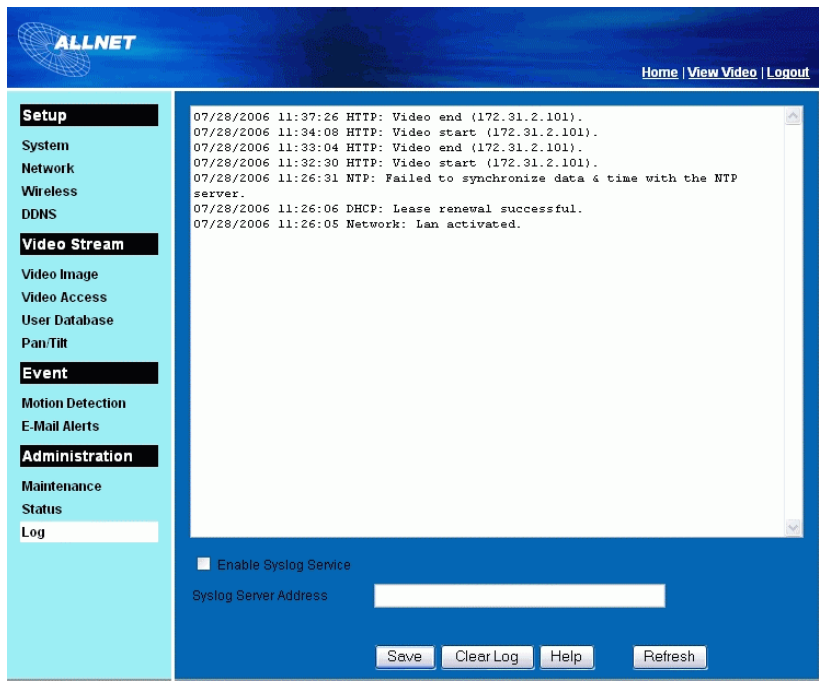 ALLNET
Home | View Video | Logout
Setup
System
Network
Wireless
DDNS
Video Stream
Video Image
Video Access
User Database
Pan/Tilt
Event
Motion Detection
E-Mail Alerts
Administration
Maintenance
Status
Log
07/28/2006 11:37:26 HTTP: Video end (172.31.2.101).
07/28/2006 11:34:08 HTTP: Video start (172.31.2.101).
07/28/2006 11:33:04 HTTP: Video end (172.31.2.101).
07/28/2006 11:32:30 HTTP: Video start (172.31.2.101).
07/28/2006 11:26:31 NTP: Failed to synchronize data & time with the NTP
server.
07/28/2006 11:26:06 DHCP: Lease renewal successful.
07/28/2006 11:26:05 Network: Lan activated.
Enable Syslog Service
Syslog Server Address
Save Clear Log Help Refresh